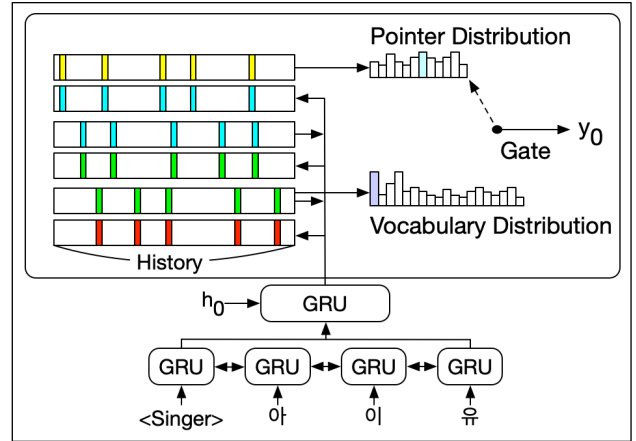 Pointer Distribution
y0
Gate
Vocabulary Distribution
History
h0
GRU
GRU
GRU
GRU
GRU
<Singer>
아
이
유